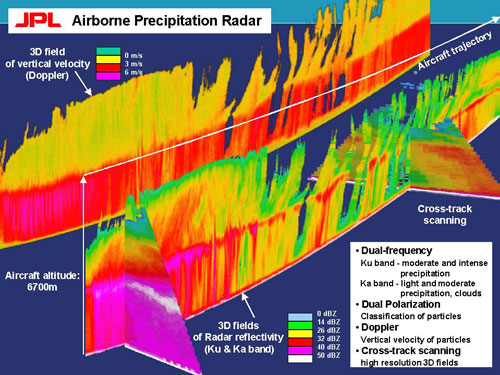 JPL Airborne Precipitation Radar
3D field
of vertical velocity
(Doppler)
0 m/s
3 m/s
6 m/s
Aircraft trajectory
Cross-track
scanning
Aircraft altitude:
6700m
3D fields
of Radar reflectivity
(Ku & Ka band)
0 dBZ
14 dBZ
26 dBZ
32 dBZ
40 dBZ
50 dBZ
• Dual-frequency
Ku band - moderate and intense
precipitation
Ka band - light and moderate
precipitation, clouds
• Dual Polarization
Classification of particles
• Doppler
Vertical velocity of particles
• Cross-track scanning
high resolution 3D fields